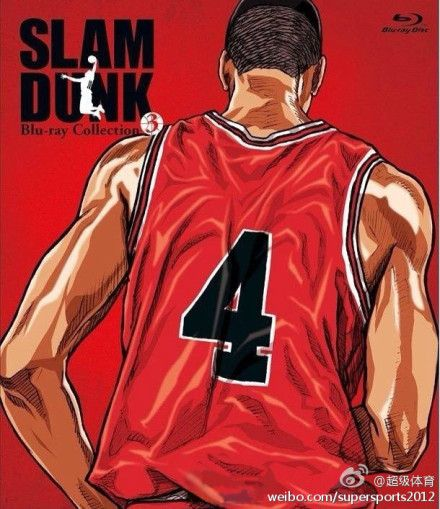 SLAM
DUNK
Blu-ray Collection 3
Blu-ray Disc
4
@超级体育
weibo.com/supersports2012